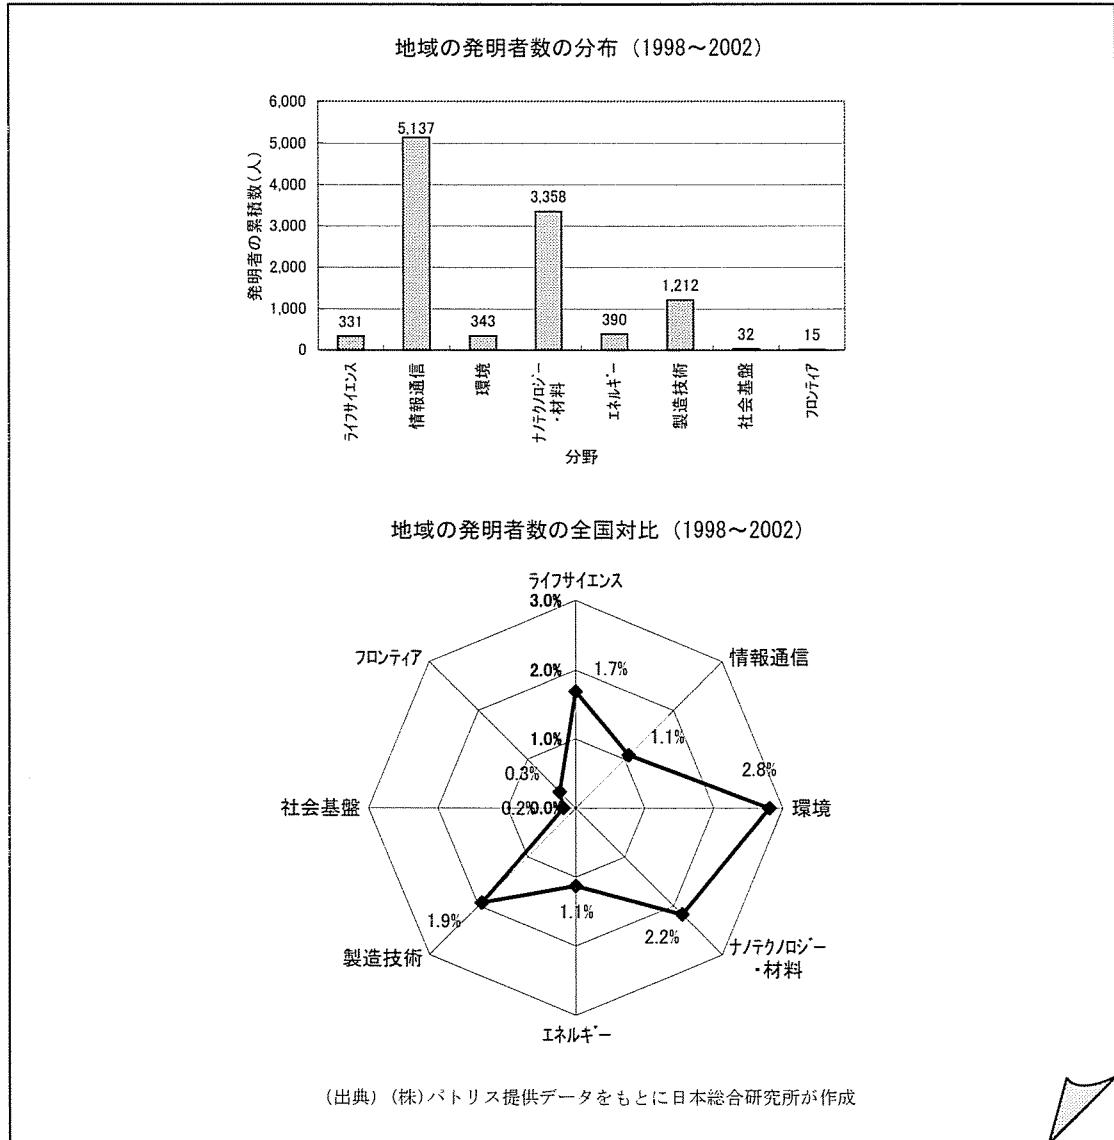 地域の発明者数の分布 (1998～2002)
発明者の累積数(人)
6,000
5,000
4,000
3,000
2,000
1,000
0
331
5,137
343
3,358
390
1,212
32
15
ライフサイエンス
情報通信
環境
ナノテクノロジー
・材料
エネルギー
製造技術
社会基盤
フロンティア
分野
地域の発明者数の全国対比 (1998～2002)
ライフサイエンス
3.0%
フロンティア
情報通信
2.0%
1.7%
1.0%
1.1%
0.3%
2.8%
社会基盤
0.2%
0.0%
環境
1.9%
1.1%
2.2%
製造技術
ナノテクノロジー
・材料
エネルギー
(出典) (株)パトリス提供データをもとに日本総合研究所が作成